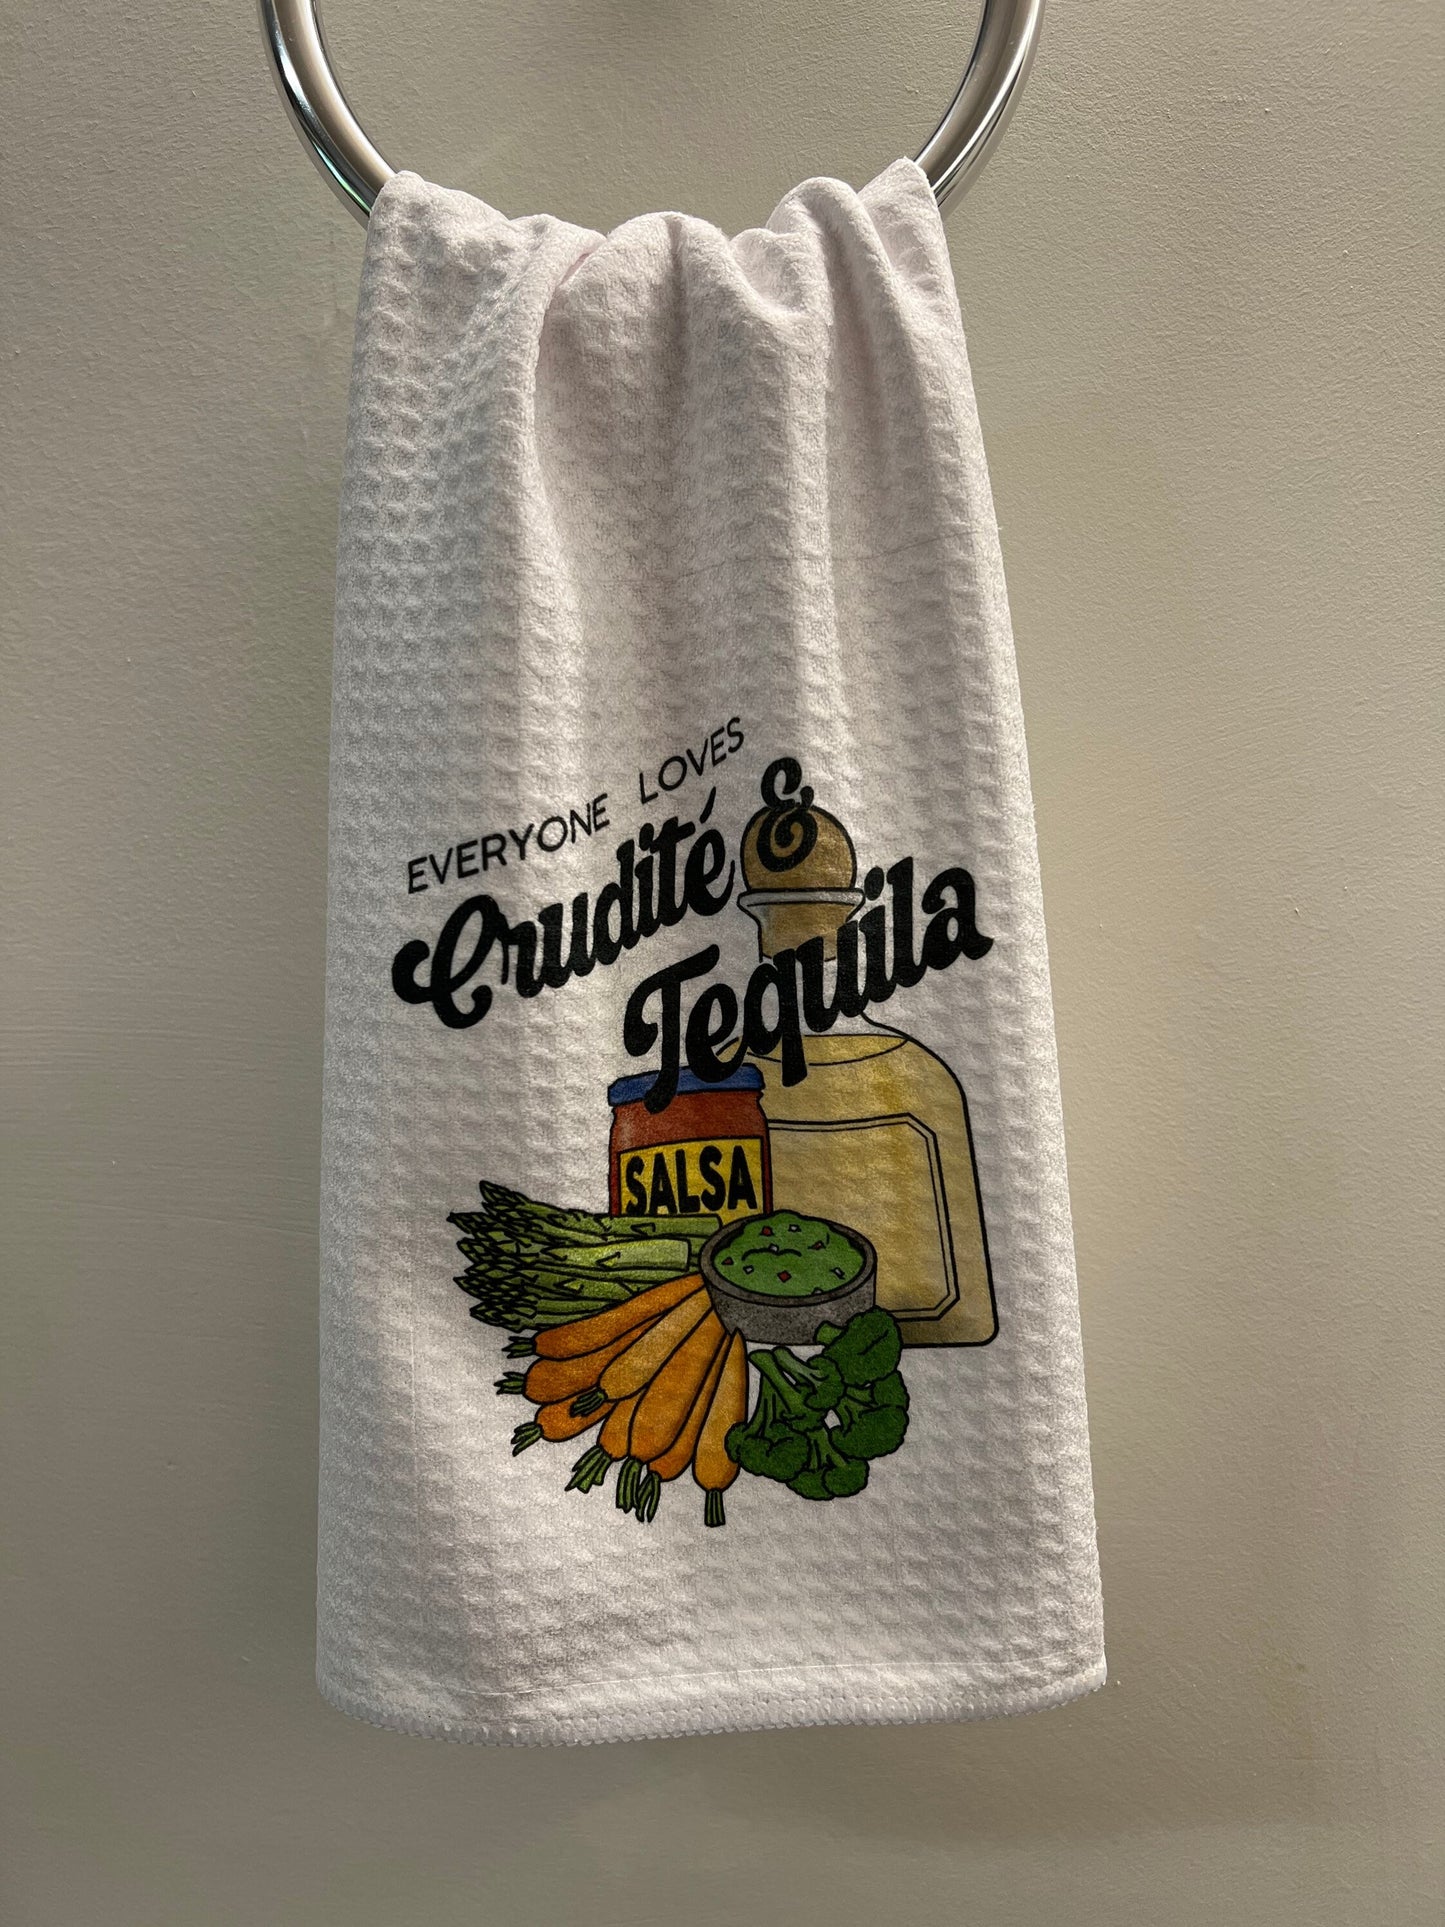 EVERYONE LOVES
Crudité &
Tequila
SALSA